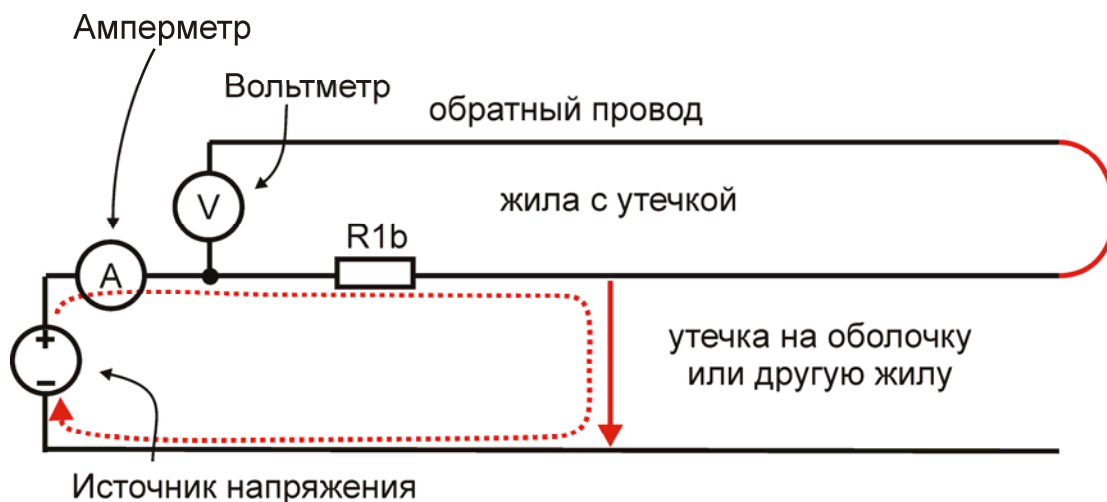 Амперметр
Вольтметр
обратный провод
V
жила с утечкой
R1b
A
+
−
утечка на оболочку
или другую жилу
Источник напряжения